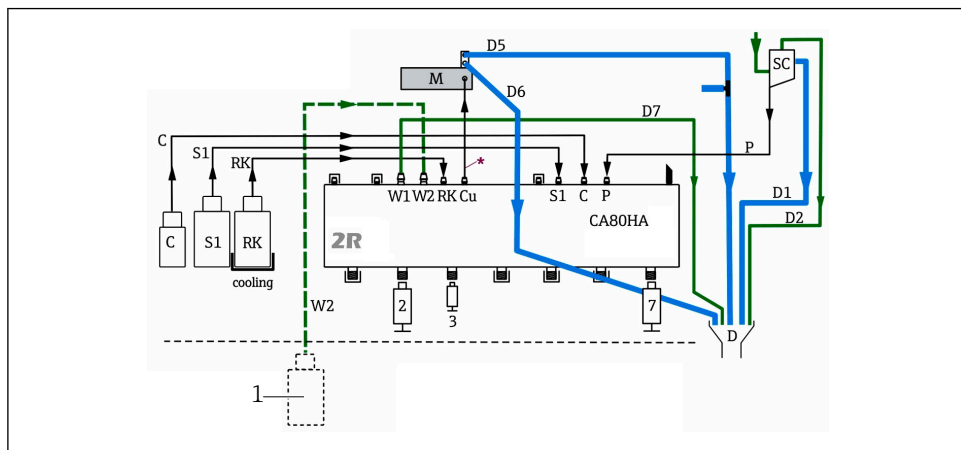 D5
SC
M
D6
D7
C
S1
P
RK
*
W1 W2 RK Cu S1 C P
D1
CA80HA
D2
C S1 RK
2R
cooling
W2
2
3
7
D
1